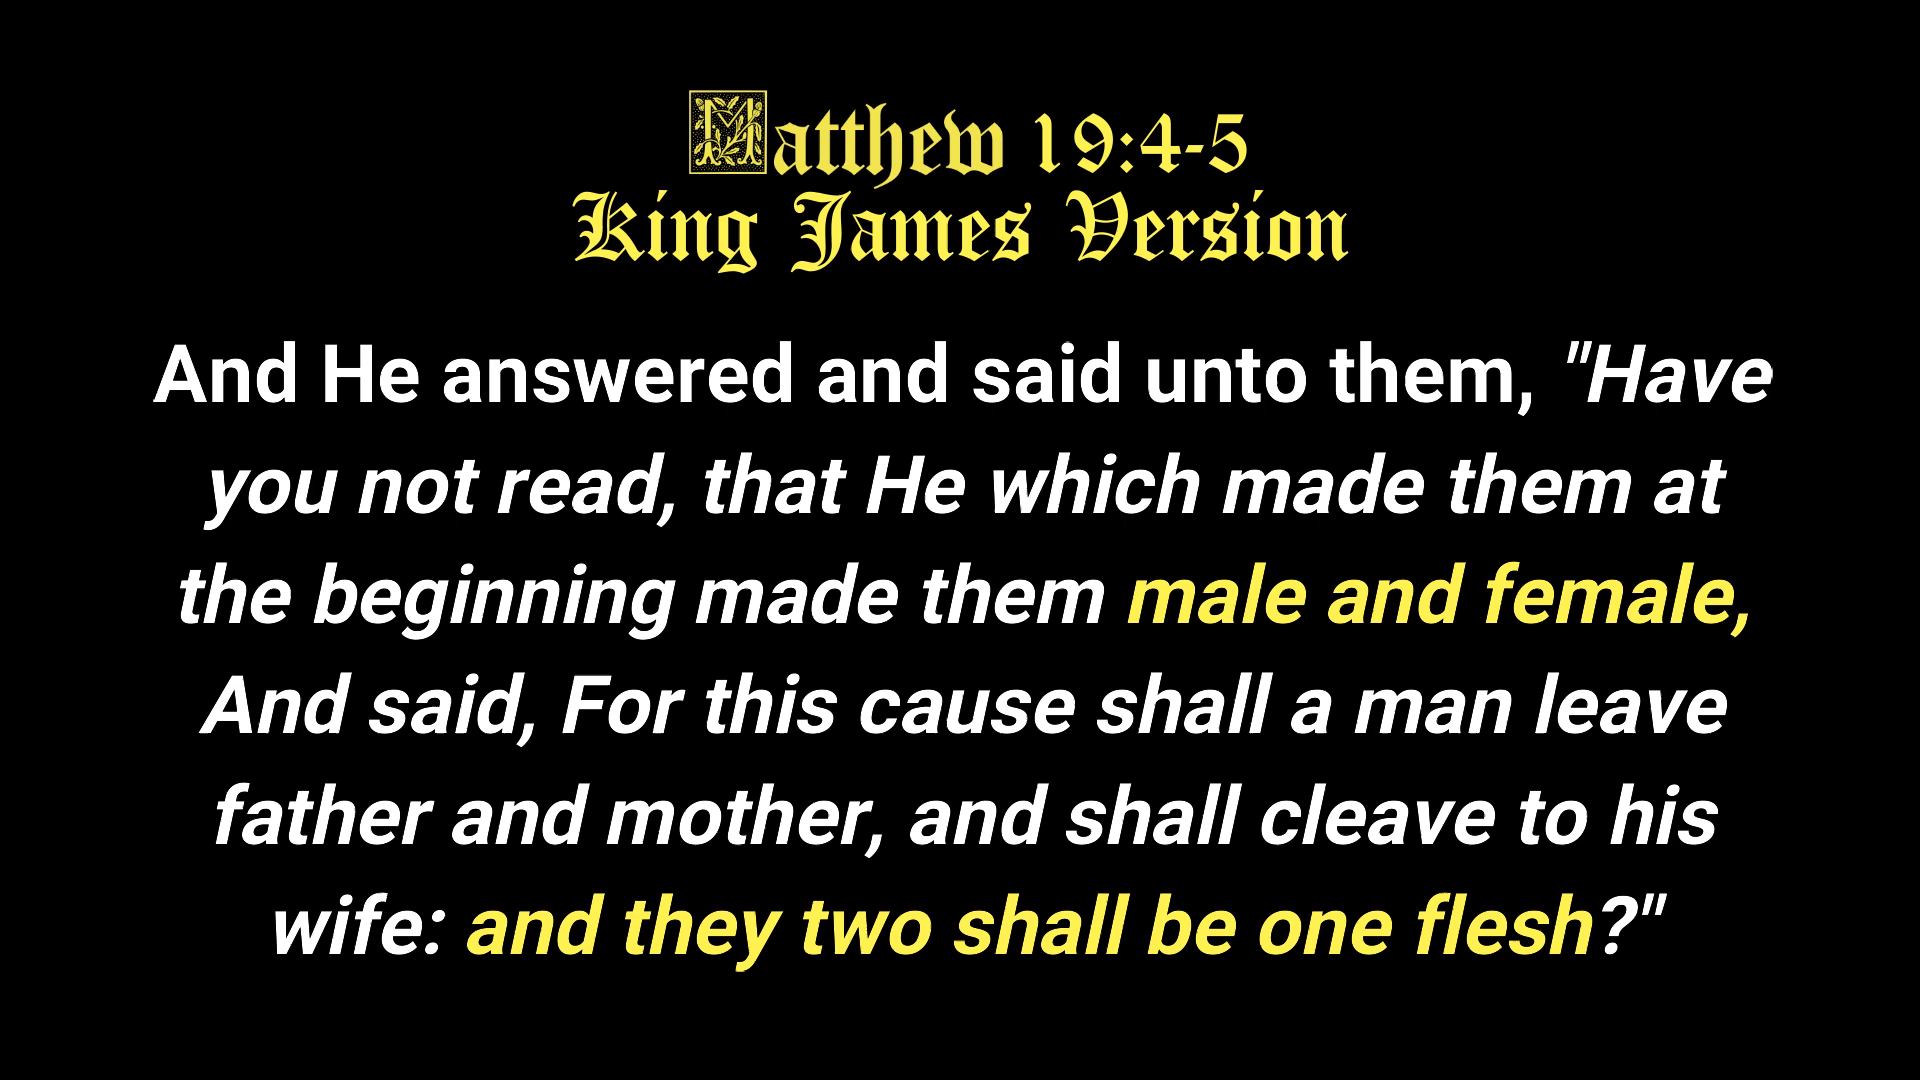 Matthew 19:4-5
King James Version
And He answered and said unto them, "Have
you not read, that He which made them at
the beginning made them male and female,
And said, For this cause shall a man leave
father and mother, and shall cleave to his
wife: and they two shall be one flesh?"